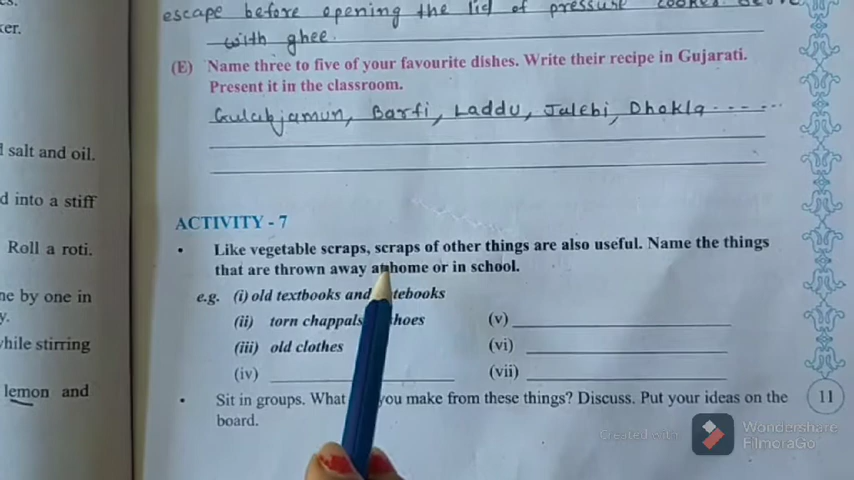 escape before opening the lid of pressure
ker.
with ghee.
(E) Name three to five of your favourite dishes. Write their recipe in Gujarati.
Present it in the classroom.
Gulabjamun, Barfi, Laddu, Jalebi, Dhokla
salt and oil.
d into a stiff
Roll a roti.
ne by one in
y.
while stirring
lemon and
ACTIVITY - 7
• Like vegetable scraps, scraps of other things are also useful. Name the things
that are thrown away at home or in school.
e.g. (i) old textbooks and notebooks
(ii) torn chappals shoes (v)
(iii) old clothes (vi)
(iv) (vii)
• Sit in groups. What you make from these things? Discuss. Put your ideas on the
board.
11
Created with
Wondershare
FilmoraGo